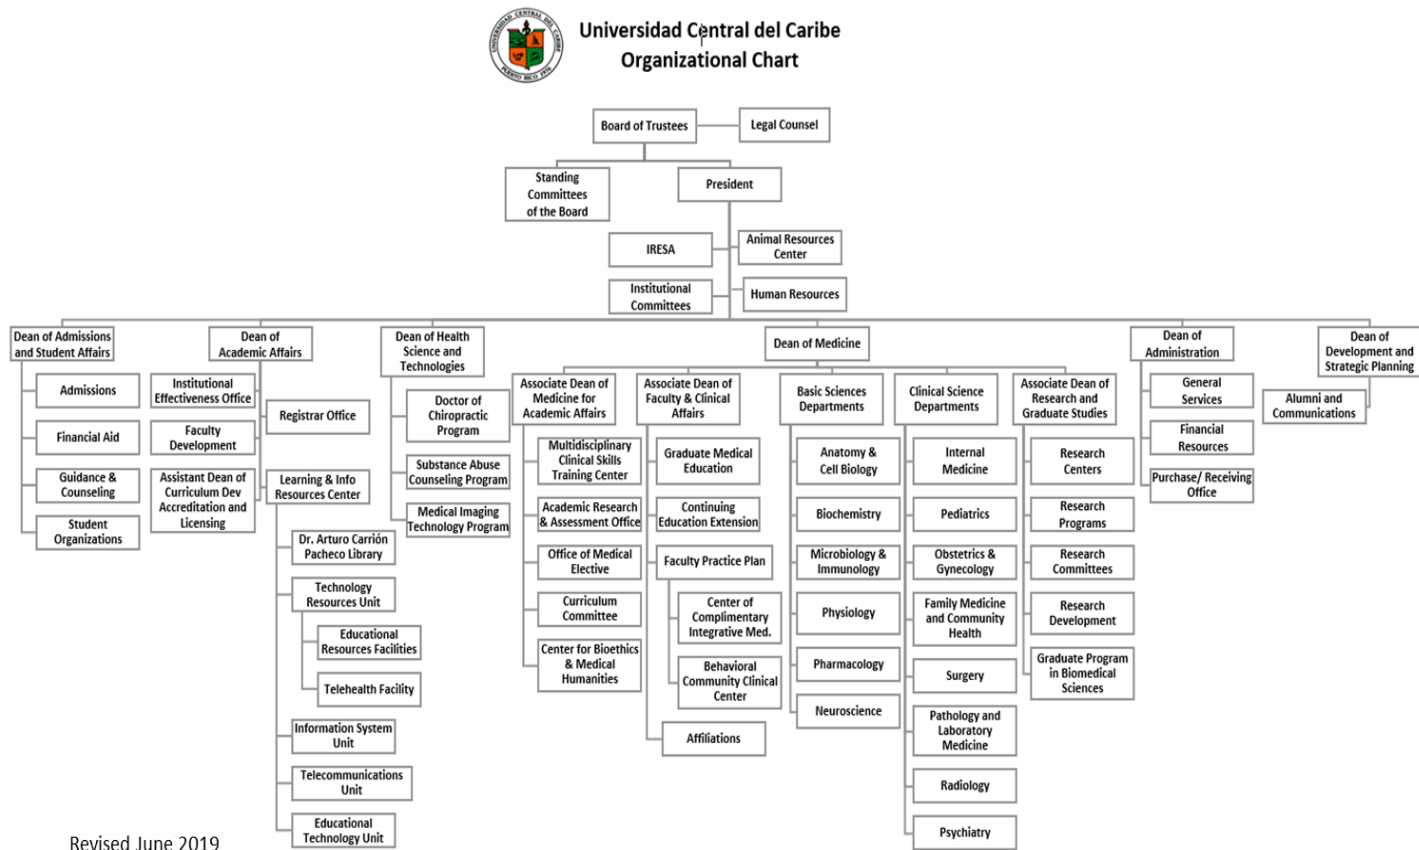 Universidad Central del Caribe
Organizational Chart
UNIVERSIDAD CENTRAL DEL CARIBE
PUERTO RICO 1976
Board of Trustees
Legal Counsel
Standing
Committees
of the Board
President
IRESA
Animal Resources
Center
Institutional
Committees
Human Resources
Dean of Admissions
and Student Affairs
Dean of
Academic Affairs
Dean of Health
Science and
Technologies
Dean of Medicine
Dean of
Administration
Dean of
Development and
Strategic Planning
Admissions
Financial Aid
Guidance &
Counseling
Student
Organizations
Institutional
Effectiveness Office
Faculty
Development
Assistant Dean of
Curriculum Dev
Accreditation and
Licensing
Registrar Office
Learning & Info
Resources Center
Dr. Arturo Carrión
Pacheco Library
Technology
Resources Unit
Educational
Resources Facilities
Telehealth Facility
Information System
Unit
Telecommunications
Unit
Educational
Technology Unit
Doctor of
Chiropractic
Program
Substance Abuse
Counseling Program
Medical Imaging
Technology Program
Associate Dean of
Medicine for
Academic Affairs
Multidisciplinary
Clinical Skills
Training Center
Academic Research
& Assessment Office
Office of Medical
Elective
Curriculum
Committee
Center for Bioethics
& Medical
Humanities
Associate Dean of
Faculty & Clinical
Affairs
Graduate Medical
Education
Continuing
Education Extension
Faculty Practice Plan
Center of
Complimentary
Integrative Med.
Behavioral
Community Clinical
Center
Affiliations
Basic Sciences
Departments
Anatomy &
Cell Biology
Biochemistry
Microbiology &
Immunology
Physiology
Pharmacology
Neuroscience
Clinical Science
Departments
Internal
Medicine
Pediatrics
Obstetrics &
Gynecology
Family Medicine
and Community
Health
Surgery
Pathology and
Laboratory
Medicine
Radiology
Psychiatry
Associate Dean of
Research and
Graduate Studies
Research
Centers
Research
Programs
Research
Committees
Research
Development
Graduate Program
in Biomedical
Sciences
General
Services
Financial
Resources
Purchase/ Receiving
Office
Alumni and
Communications
Revised June 2019